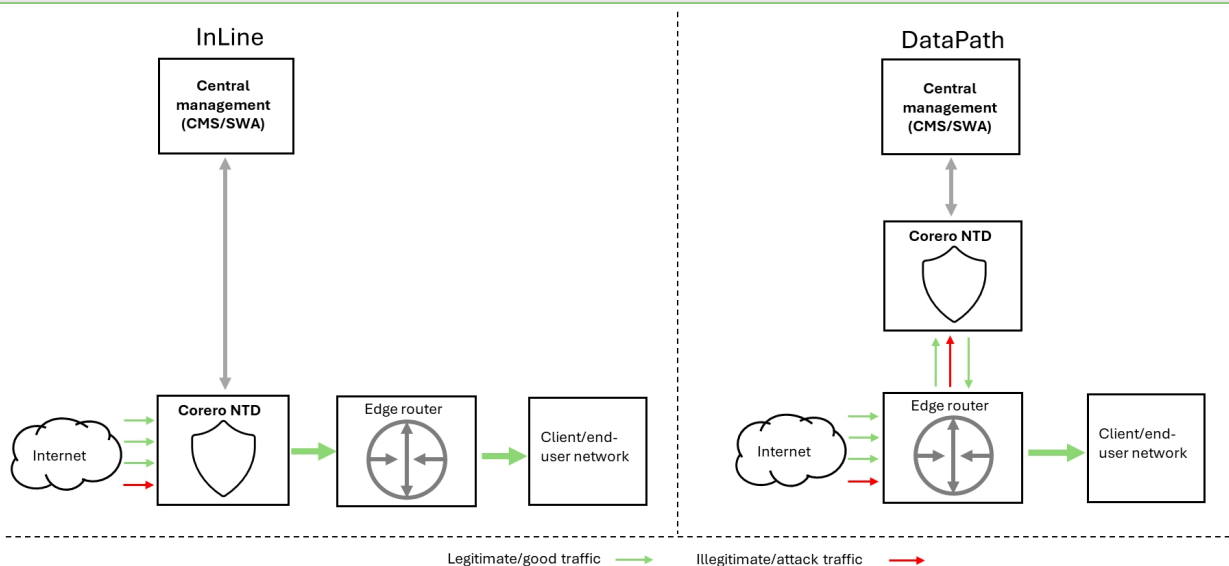 InLine
Central
management
(CMS/SWA)
Corero NTD
Internet
Edge router
Client/end-
user network
DataPath
Central
management
(CMS/SWA)
Corero NTD
Edge router
Internet
Client/end-
user network
Legitimate/good traffic
Illegitimate/attack traffic